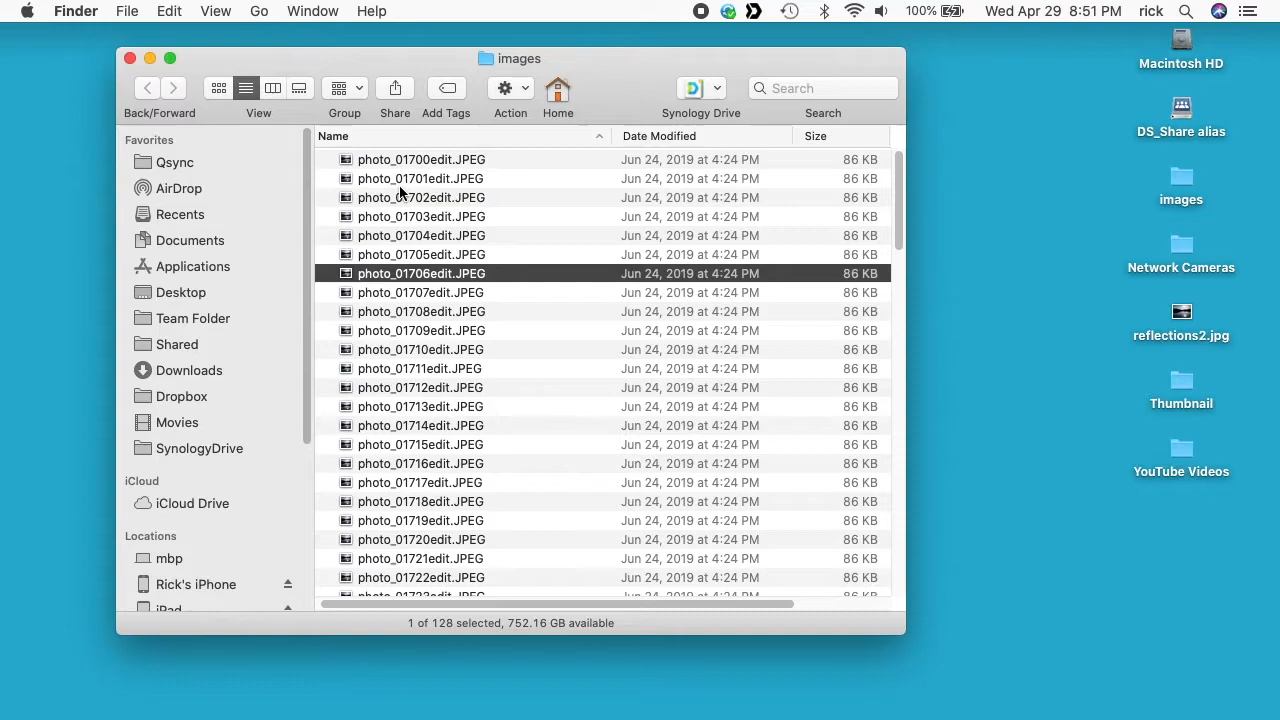 Finder File Edit View Go Window Help 100% Wed Apr 29 8:51 PM rick
images
Search
Back/Forward View Group Share Add Tags Action Home Synology Drive Search
Favorites
Qsync
AirDrop
Recents
Documents
Applications
Desktop
Team Folder
Shared
Downloads
Dropbox
Movies
SynologyDrive
iCloud
iCloud Drive
Locations
mbp
Rick's iPhone
iPad
Name Date Modified Size
photo_01700edit.JPEG Jun 24, 2019 at 4:24 PM 86 KB
photo_01701edit.JPEG Jun 24, 2019 at 4:24 PM 86 KB
photo_01702edit.JPEG Jun 24, 2019 at 4:24 PM 86 KB
photo_01703edit.JPEG Jun 24, 2019 at 4:24 PM 86 KB
photo_01704edit.JPEG Jun 24, 2019 at 4:24 PM 86 KB
photo_01705edit.JPEG Jun 24, 2019 at 4:24 PM 86 KB
photo_01706edit.JPEG Jun 24, 2019 at 4:24 PM 86 KB
photo_01707edit.JPEG Jun 24, 2019 at 4:24 PM 86 KB
photo_01708edit.JPEG Jun 24, 2019 at 4:24 PM 86 KB
photo_01709edit.JPEG Jun 24, 2019 at 4:24 PM 86 KB
photo_01710edit.JPEG Jun 24, 2019 at 4:24 PM 86 KB
photo_01711edit.JPEG Jun 24, 2019 at 4:24 PM 86 KB
photo_01712edit.JPEG Jun 24, 2019 at 4:24 PM 86 KB
photo_01713edit.JPEG Jun 24, 2019 at 4:24 PM 86 KB
photo_01714edit.JPEG Jun 24, 2019 at 4:24 PM 86 KB
photo_01715edit.JPEG Jun 24, 2019 at 4:24 PM 86 KB
photo_01716edit.JPEG Jun 24, 2019 at 4:24 PM 86 KB
photo_01717edit.JPEG Jun 24, 2019 at 4:24 PM 86 KB
photo_01718edit.JPEG Jun 24, 2019 at 4:24 PM 86 KB
photo_01719edit.JPEG Jun 24, 2019 at 4:24 PM 86 KB
photo_01720edit.JPEG Jun 24, 2019 at 4:24 PM 86 KB
photo_01721edit.JPEG Jun 24, 2019 at 4:24 PM 86 KB
photo_01722edit.JPEG Jun 24, 2019 at 4:24 PM 86 KB
photo_01723edit.JPEG Jun 24, 2019 at 4:24 PM 86 KB
1 of 128 selected, 752.16 GB available
Macintosh HD
DS_Share alias
images
Network Cameras
reflections2.jpg
Thumbnail
YouTube Videos